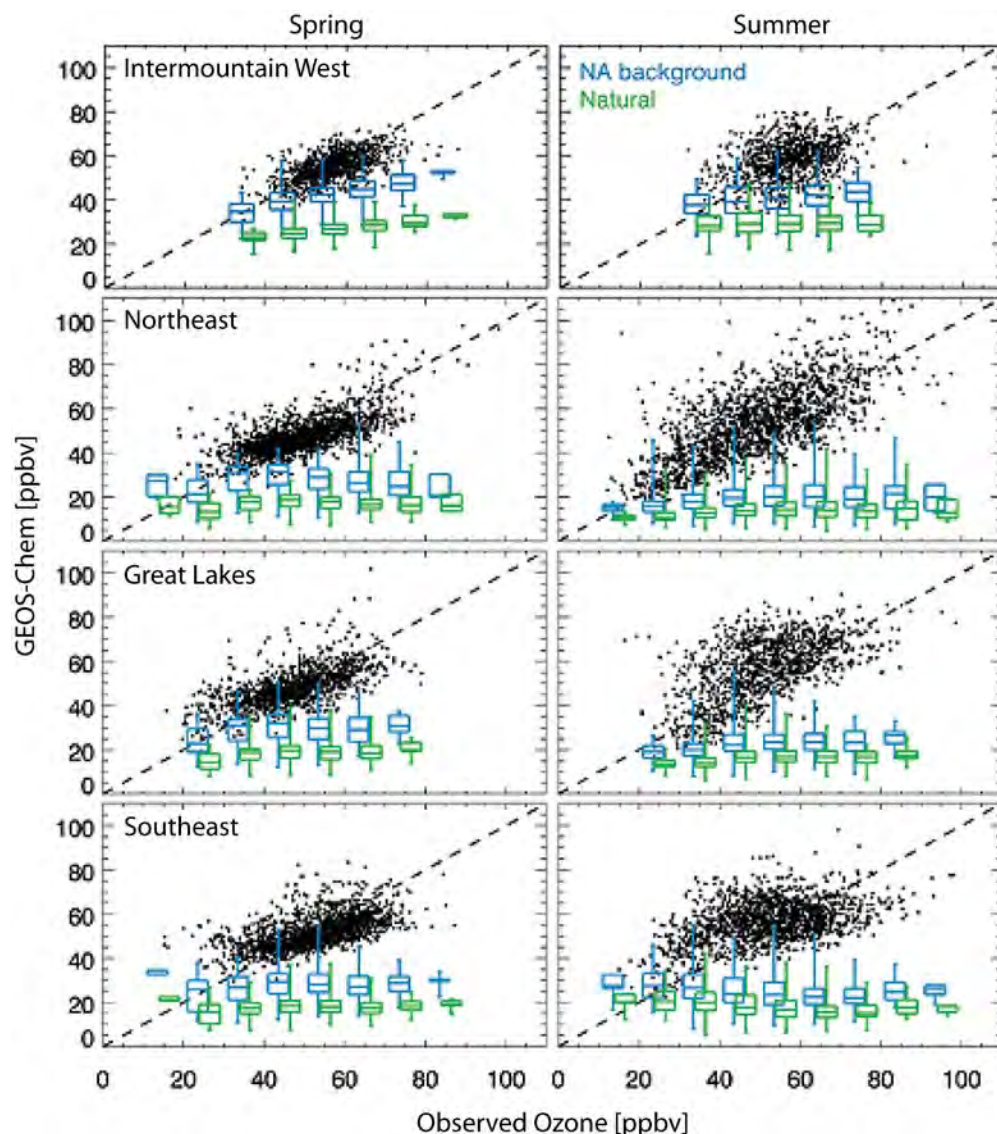 Spring Summer
Intermountain West
NA background
Natural
100
80
60
40
20
0
Northeast
100
80
60
40
20
0
Great Lakes
100
80
60
40
20
0
Southeast
100
80
60
40
20
0
GEOS-Chem [ppbv]
0 20 40 60 80 100 0 20 40 60 80 100
Observed Ozone [ppbv]